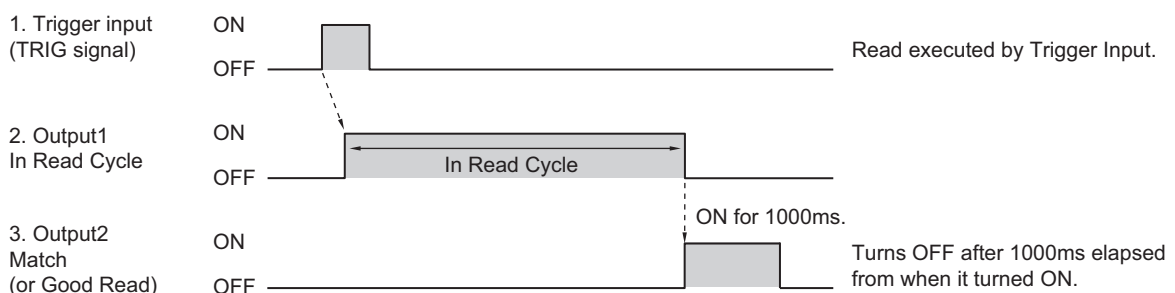 1. Trigger input
(TRIG signal)
ON
OFF
Read executed by Trigger Input.
2. Output1
In Read Cycle
ON
OFF
In Read Cycle
3. Output2
Match
(or Good Read)
ON
OFF
ON for 1000ms.
Turns OFF after 1000ms elapsed
from when it turned ON.